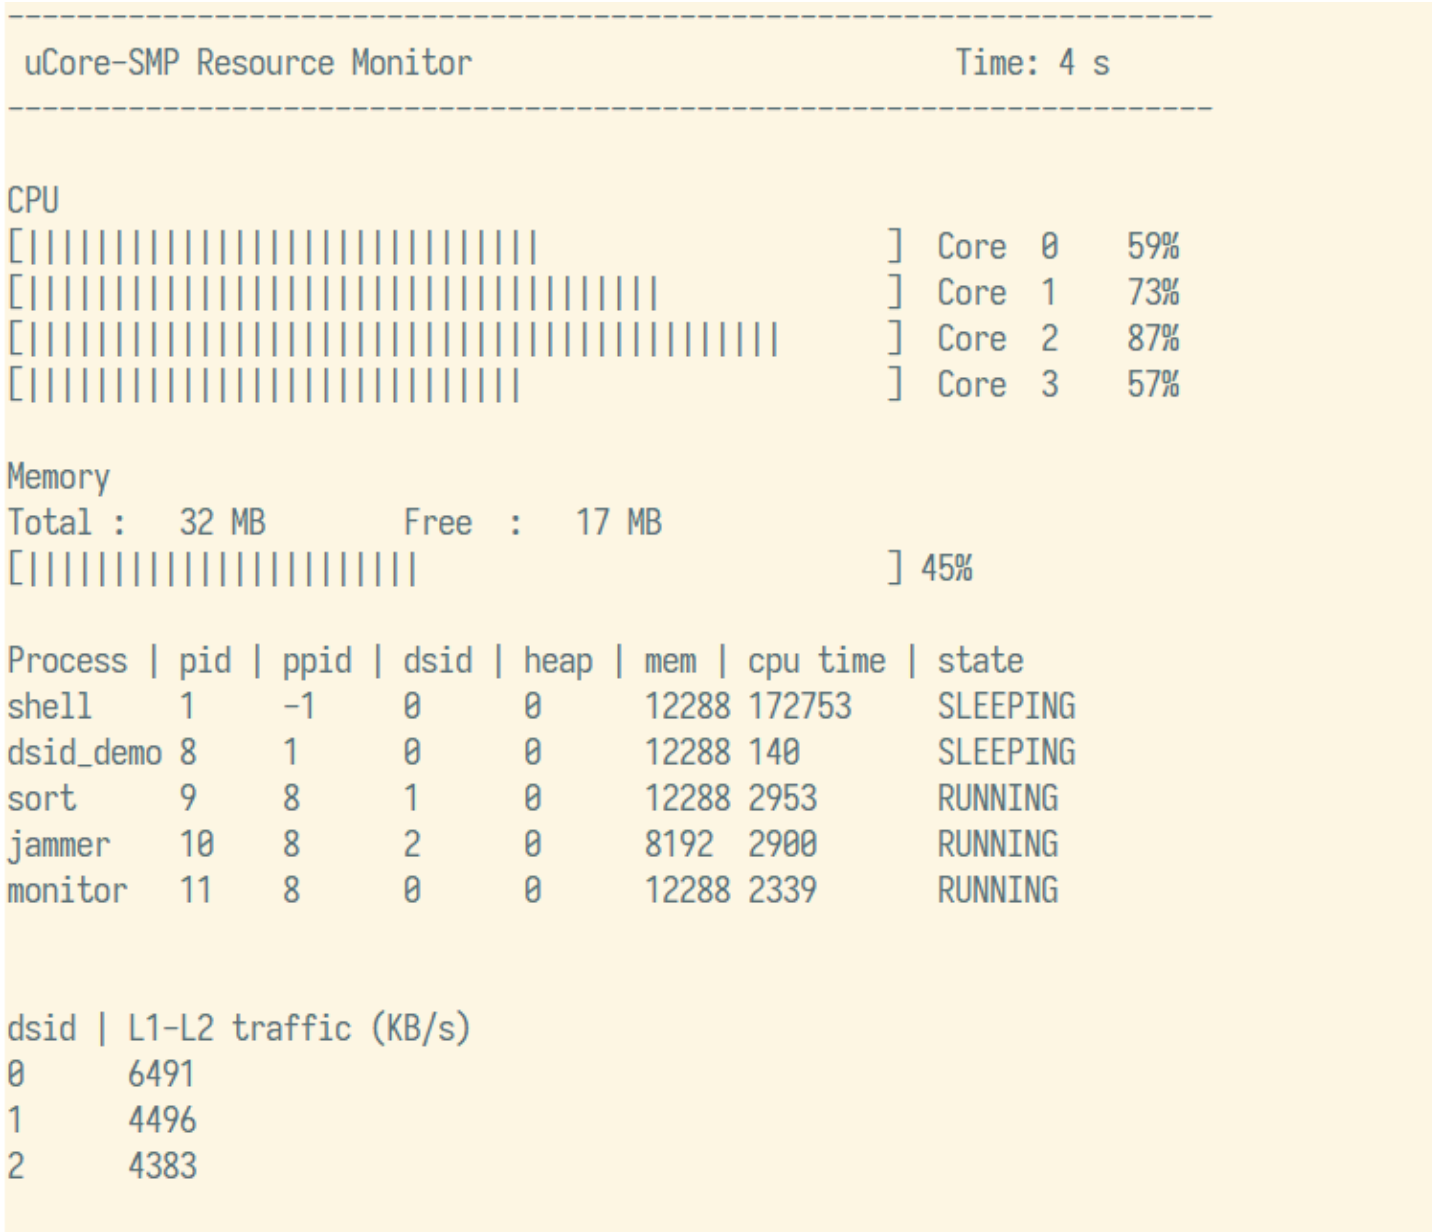 ----------------------------------------------------------------------
 uCore-SMP Resource Monitor                            Time: 4 s
----------------------------------------------------------------------
CPU
[||||||||||||||||||||||||||||||                    ]  Core  0    59%
[|||||||||||||||||||||||||||||||||||||             ]  Core  1    73%
[||||||||||||||||||||||||||||||||||||||||||||      ]  Core  2    87%
[|||||||||||||||||||||||||||||                     ]  Core  3    57%
Memory
Total :   32 MB        Free  :   17 MB
[|||||||||||||||||||||||                           ] 45%
Process | pid | ppid | dsid | heap | mem | cpu time | state
shell     1     -1     0      0      12288 172753     SLEEPING
dsid_demo 8     1      0      0      12288 140        SLEEPING
sort      9     8      1      0      12288 2953       RUNNING
jammer    10    8      2      0      8192  2900       RUNNING
monitor   11    8      0      0      12288 2339       RUNNING
dsid | L1-L2 traffic (KB/s)
0      6491
1      4496
2      4383